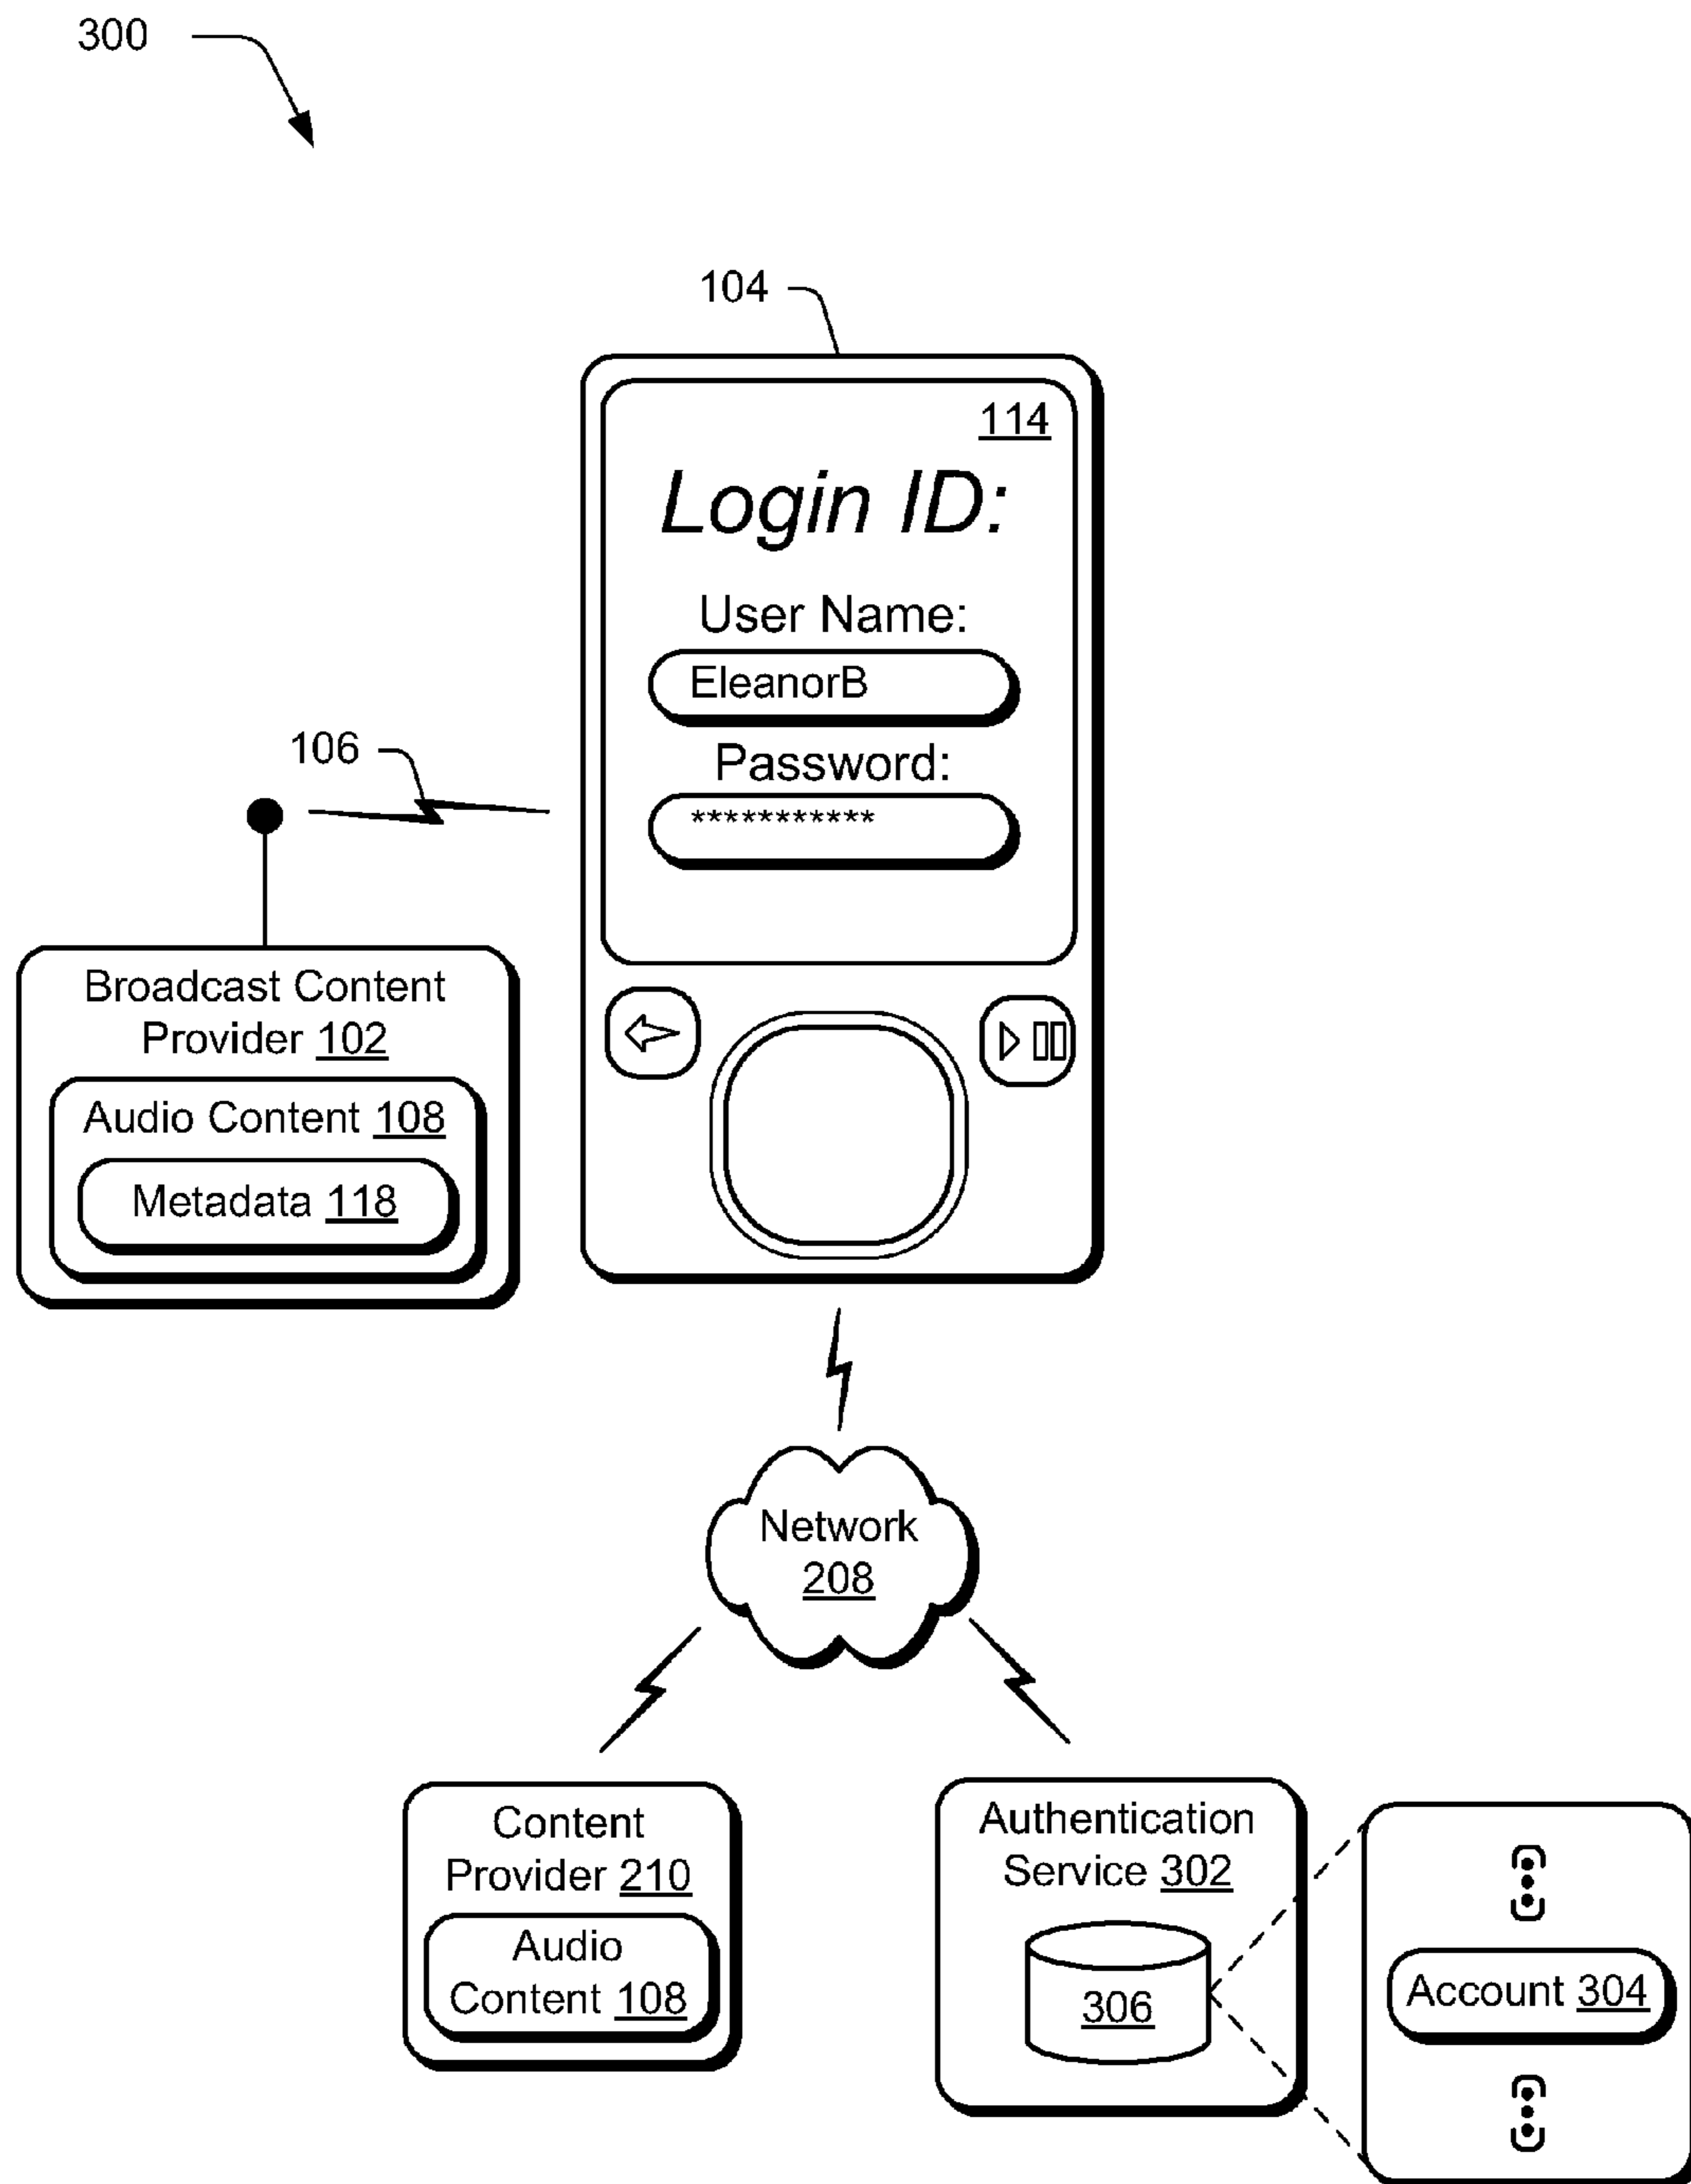 300
104
114
Login ID:
User Name:
EleanorB
Password:
***********
106
Broadcast Content
Provider 102
Audio Content 108
Metadata 118
Network
208
Content
Provider 210
Audio
Content 108
Authentication
Service 302
306
Account 304